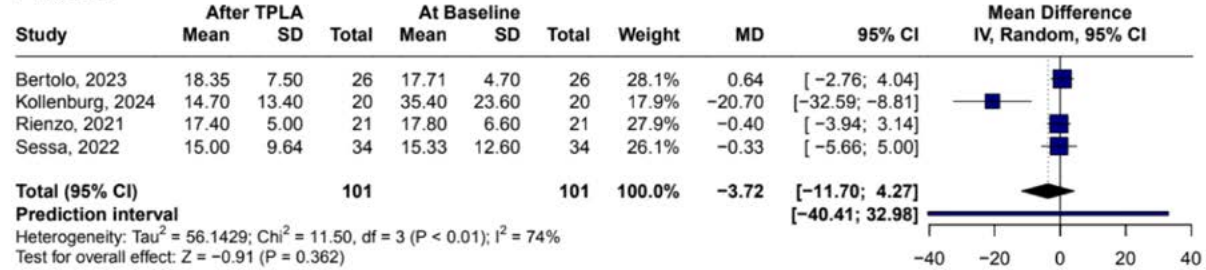 After TPLA At Baseline Mean Difference
Study Mean SD Total Mean SD Total Weight MD 95% CI IV, Random, 95% CI
Bertolo, 2023 18.35 7.50 26 17.71 4.70 26 28.1% 0.64 [ −2.76; 4.04]
Kollenburg, 2024 14.70 13.40 20 35.40 23.60 20 17.9% −20.70 [−32.59; −8.81]
Rienzo, 2021 17.40 5.00 21 17.80 6.60 21 27.9% −0.40 [ −3.94; 3.14]
Sessa, 2022 15.00 9.64 34 15.33 12.60 34 26.1% −0.33 [ −5.66; 5.00]
Total (95% CI) 101 101 100.0% −3.72 [−11.70; 4.27]
Prediction interval [−40.41; 32.98]
Heterogeneity: Tau² = 56.1429; Chi² = 11.50, df = 3 (P < 0.01); I² = 74%
Test for overall effect: Z = −0.91 (P = 0.362)
−40 −20 0 20 40